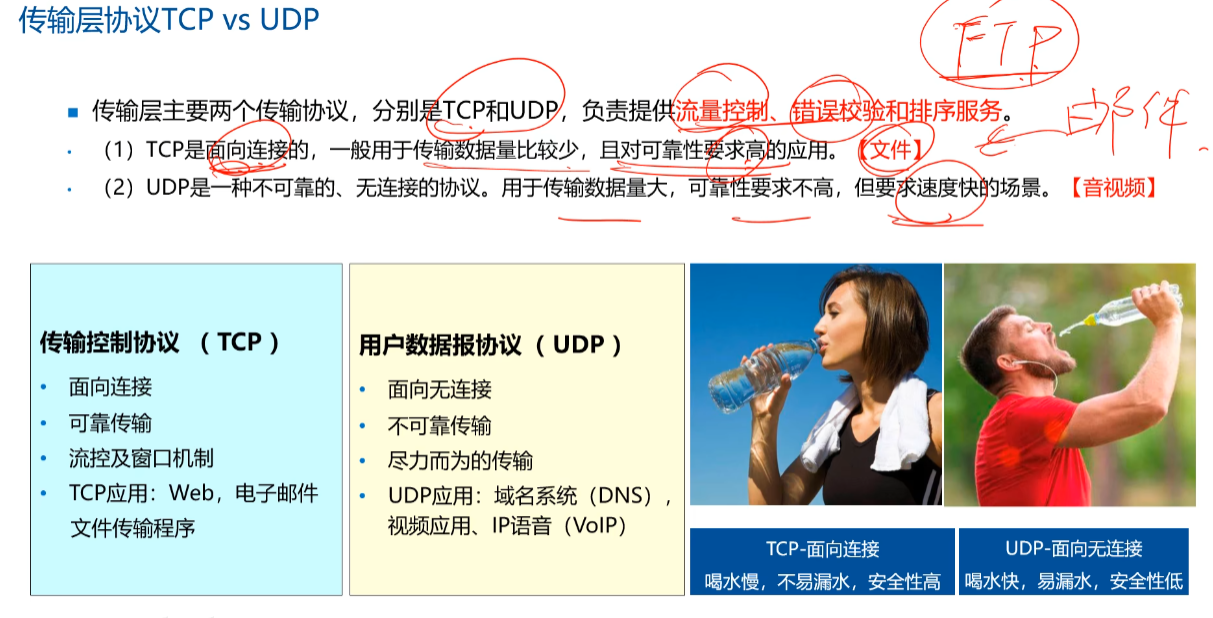 传输层协议TCP vs UDP
FTP
传输层主要两个传输协议，分别是TCP和UDP，负责提供流量控制、错误校验和排序服务。
邮件
（1）TCP是面向连接的，一般用于传输数据量比较少，且对可靠性要求高的应用。【文件】
（2）UDP是一种不可靠的、无连接的协议。用于传输数据量大，可靠性要求不高，但要求速度快的场景。【音视频】
传输控制协议 （ TCP ）
面向连接
可靠传输
流控及窗口机制
TCP应用：Web，电子邮件
文件传输程序
用户数据报协议（ UDP ）
面向无连接
不可靠传输
尽力而为的传输
UDP应用：域名系统（DNS），
视频应用、IP语音（VoIP）
TCP-面向连接
喝水慢，不易漏水，安全性高
UDP-面向无连接
喝水快，易漏水，安全性低